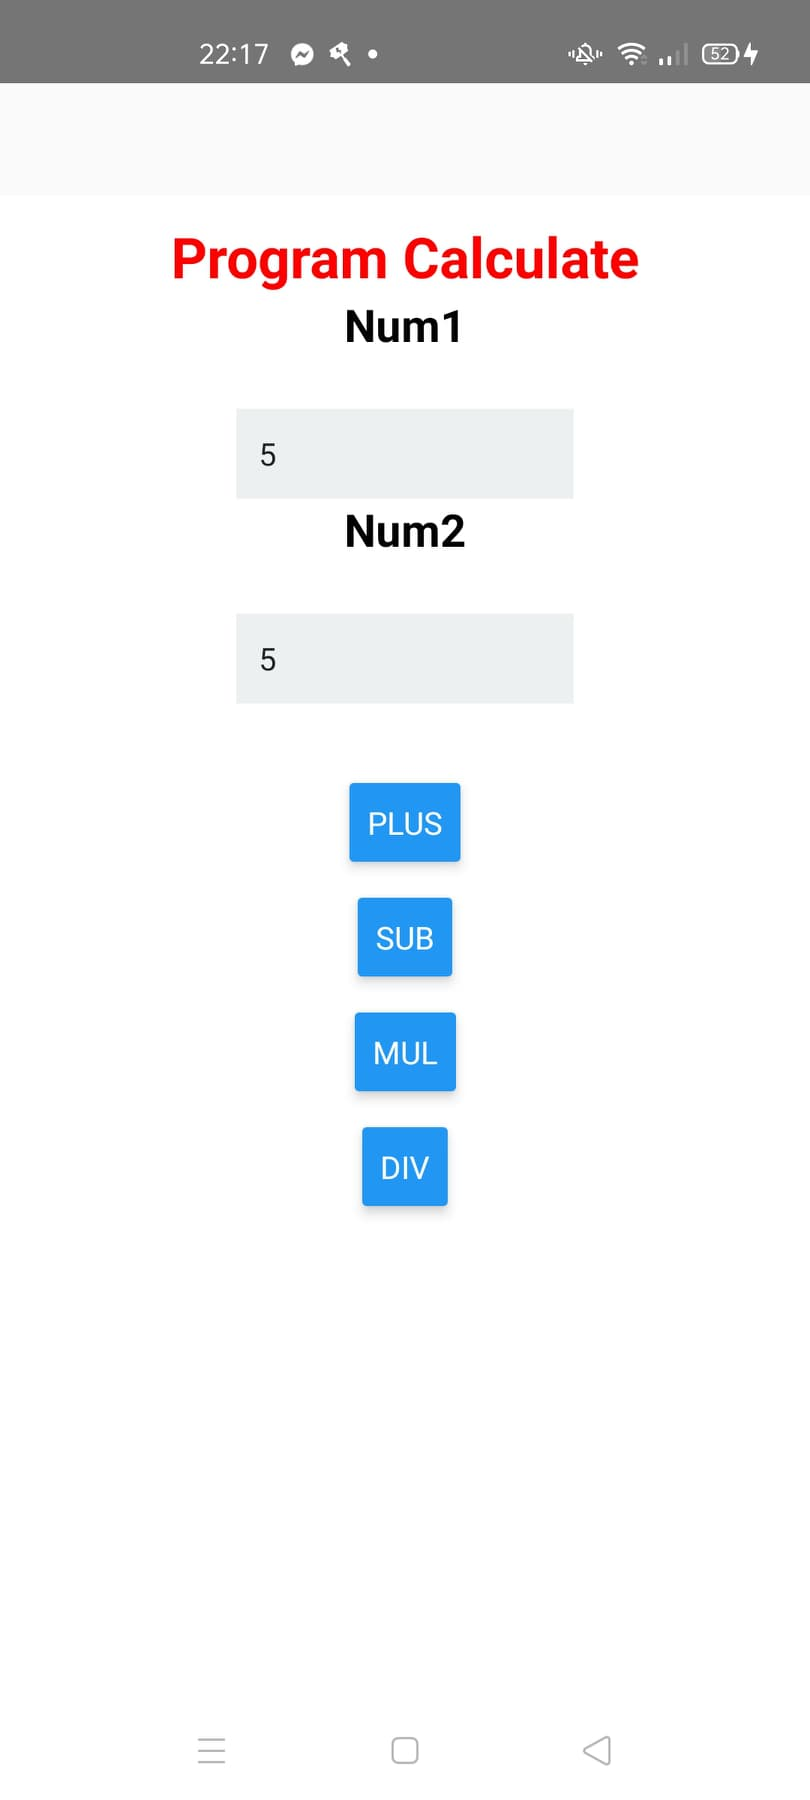 22:17
52
Program Calculate
Num1
5
Num2
5
PLUS
SUB
MUL
DIV